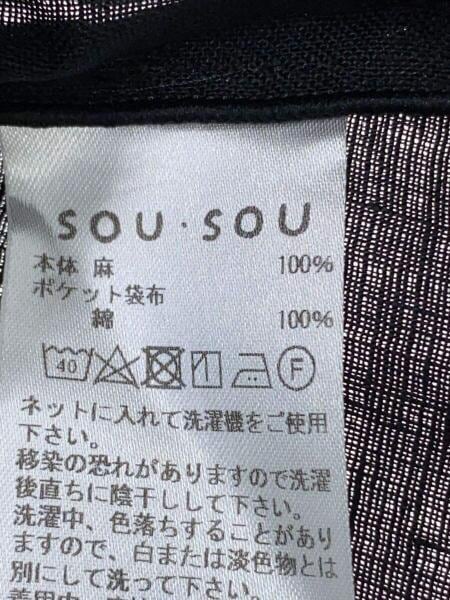 SOU・SOU
本体 麻 100%
ポケット袋布
綿 100%
40 F
ネットに入れて洗濯機をご使用
下さい。
移染の恐れがありますので洗濯
後直ちに陰干しして下さい。
洗濯中、色落ちすることがあり
ますので、白または淡色物とは
別にして洗って下さい。